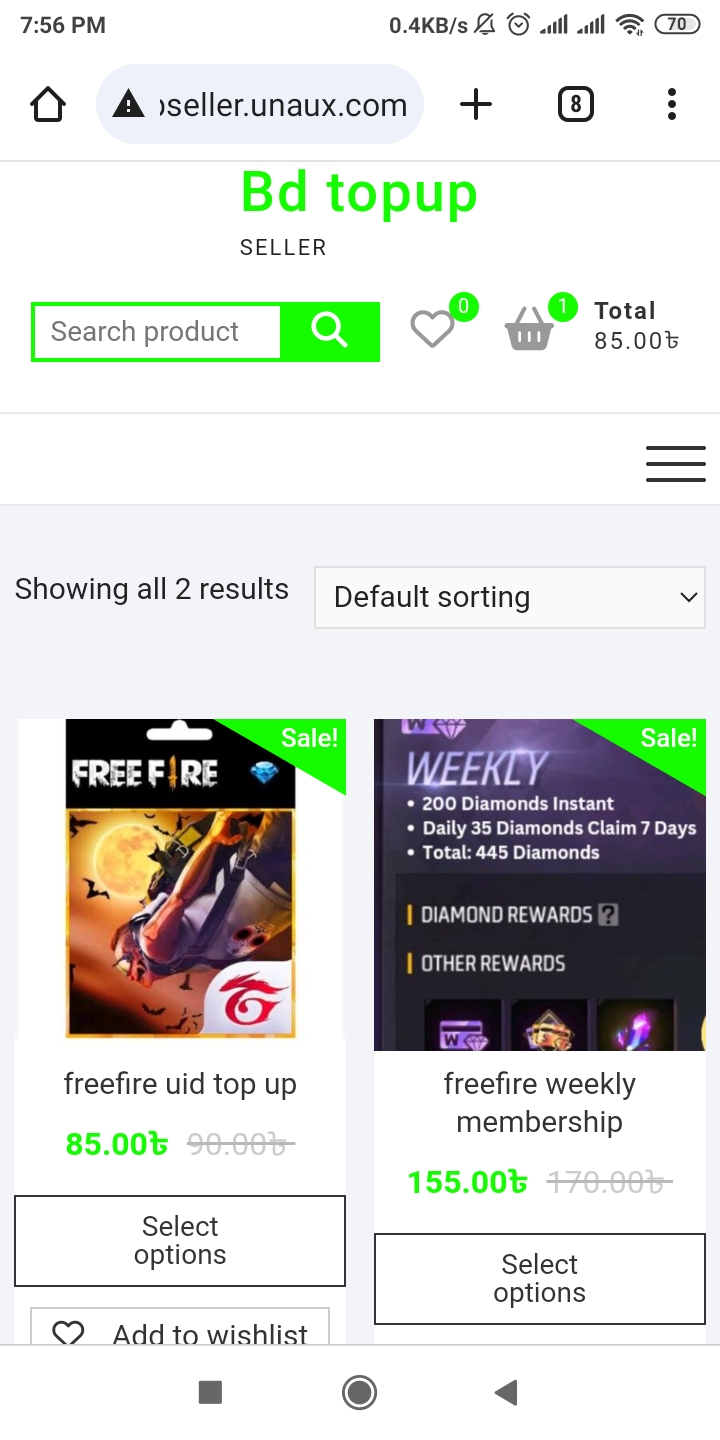 7:56 PM
0.4KB/s
70
seller.unaux.com
8
Bd topup
SELLER
Search product
0
1
Total
85.00৳
Showing all 2 results
Default sorting
Sale!
FREE FIRE
Sale!
WEEKLY
• 200 Diamonds Instant
• Daily 35 Diamonds Claim 7 Days
• Total: 445 Diamonds
DIAMOND REWARDS ?
OTHER REWARDS
W
freefire uid top up
85.00৳ 90.00৳
Select
options
Add to wishlist
freefire weekly
membership
155.00৳ 170.00৳
Select
options